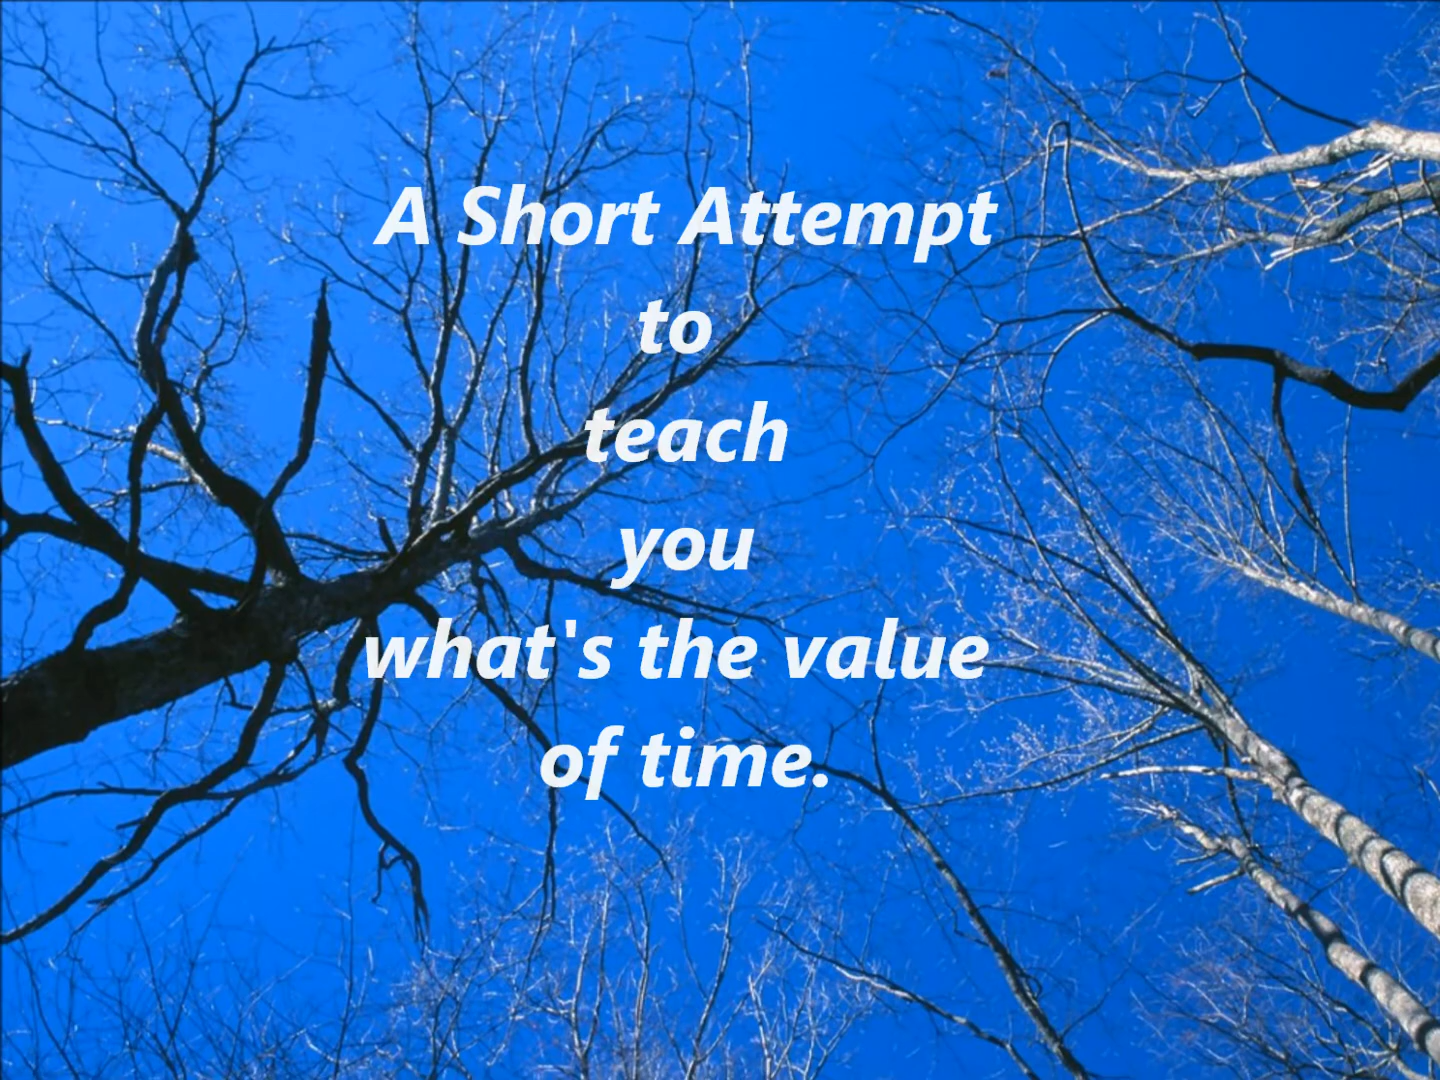 A Short Attempt
to
teach
you
what's the value
of time.